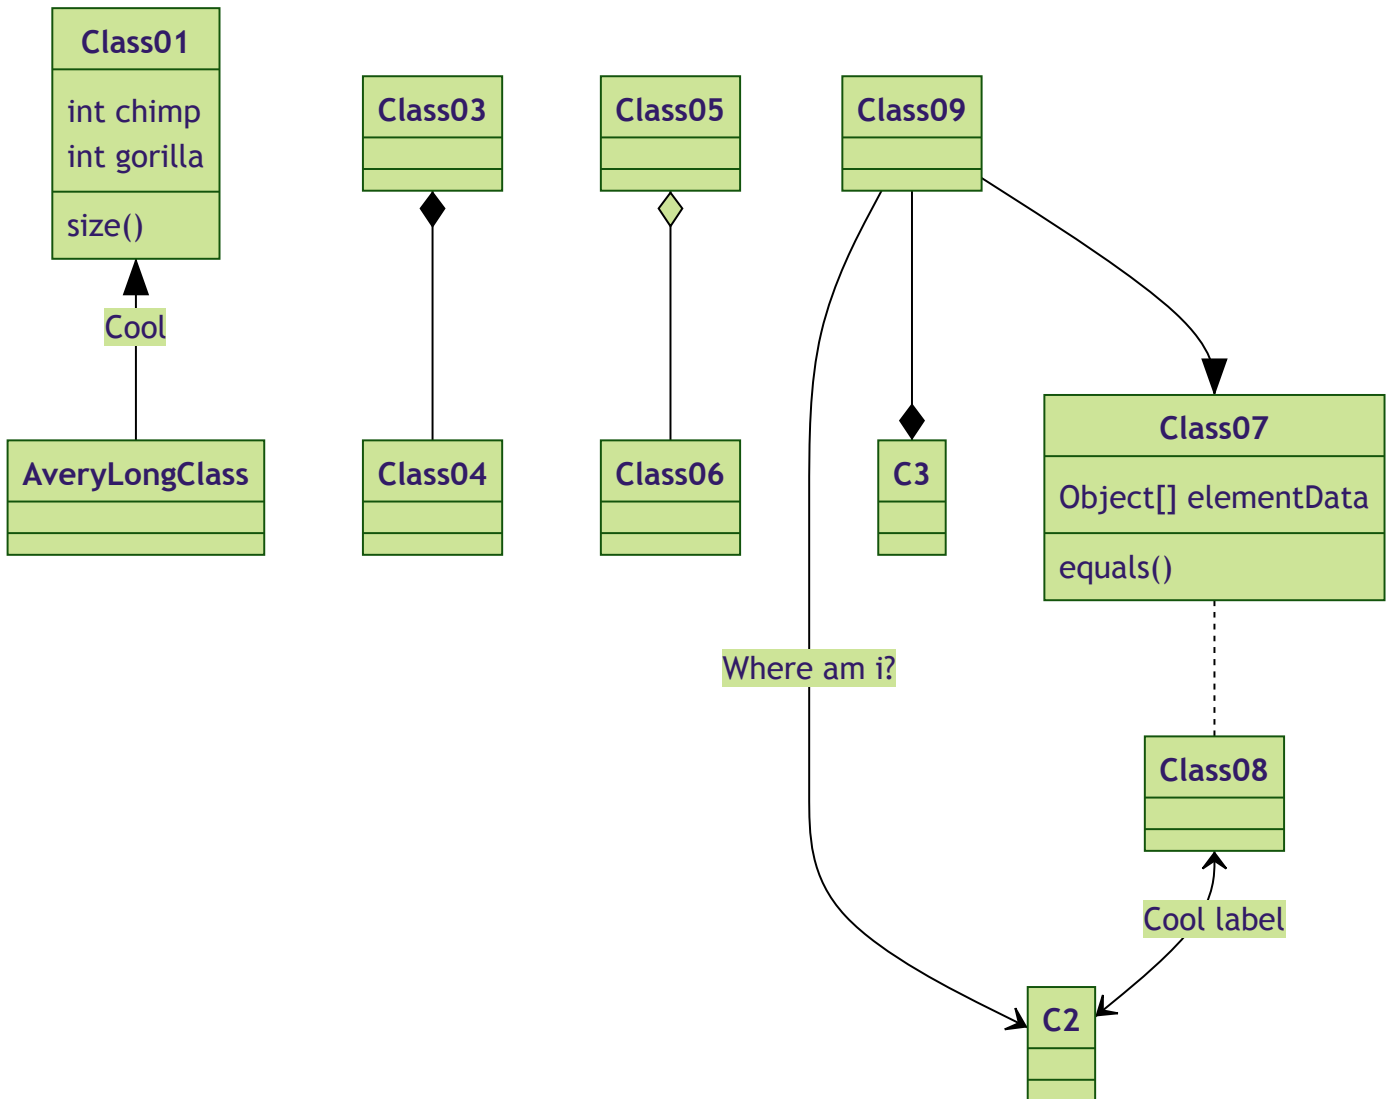 Class01
int chimp
int gorilla
size()
Cool
AveryLongClass
Class03
Class04
Class05
Class06
Class09
C3
Class07
Object[] elementData
equals()
Where am i?
Class08
Cool label
C2